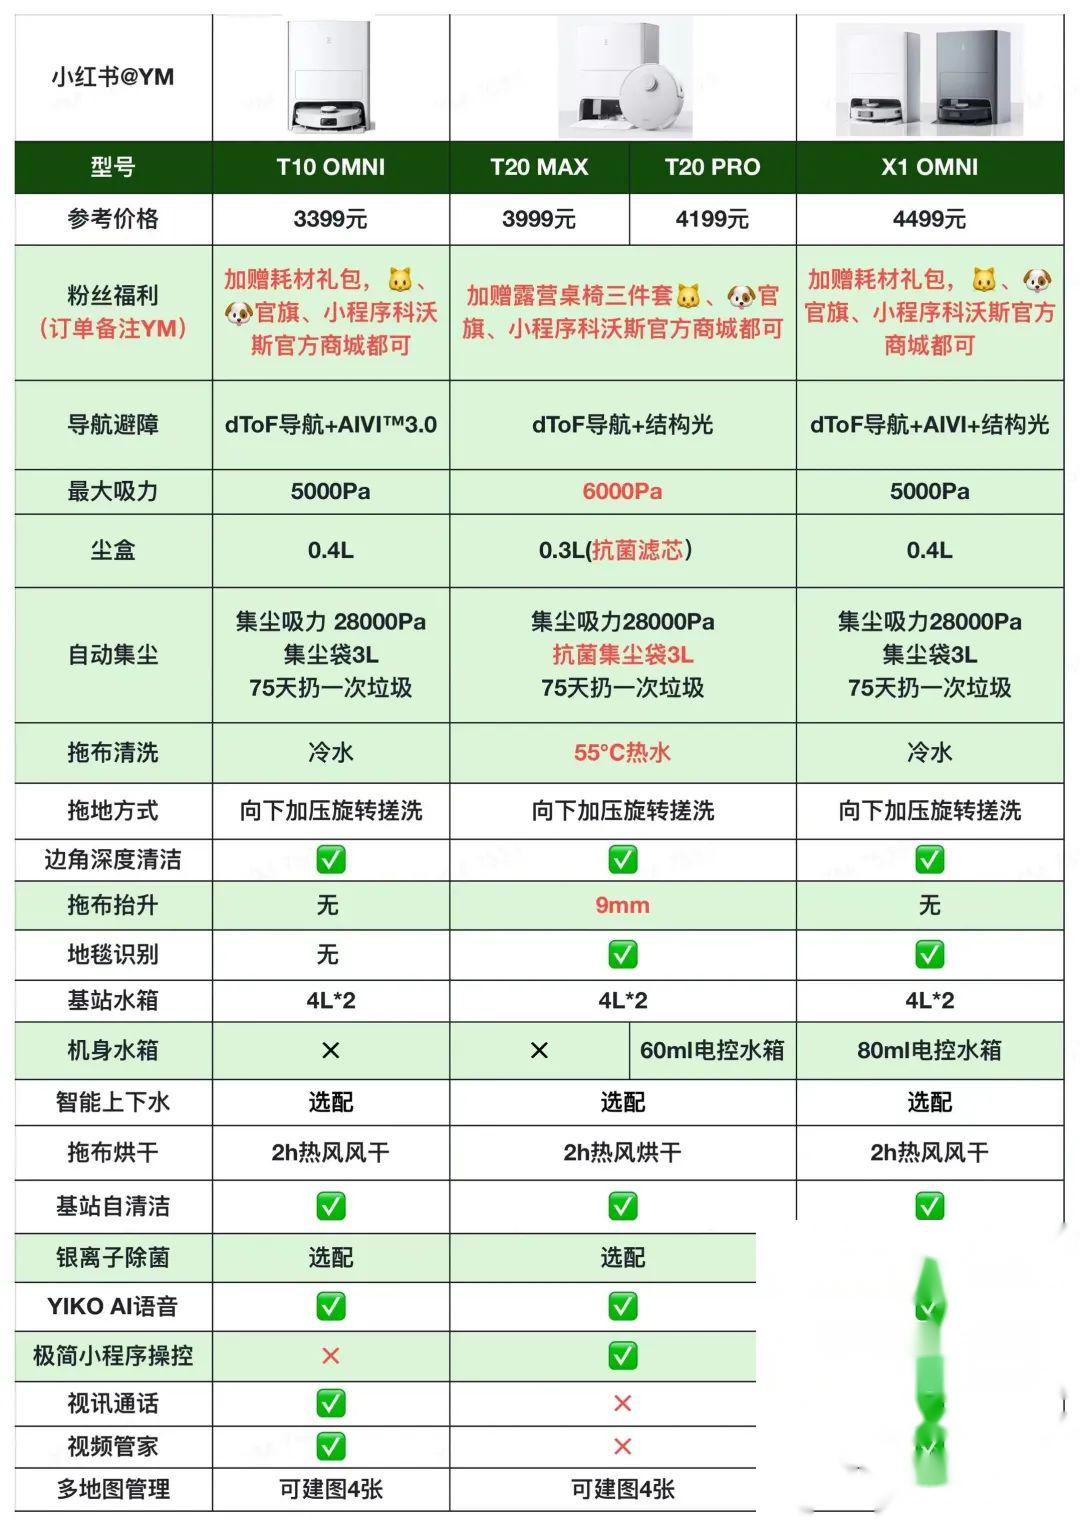 小红书@YM
型号 T10 OMNI T20 MAX T20 PRO X1 OMNI
参考价格 3399元 3999元 4199元 4499元
粉丝福利
（订单备注YM）
加赠耗材礼包，🐱、
🐶官旗、小程序科沃
斯官方商城都可
加赠露营桌椅三件套🐱、🐶官
旗、小程序科沃斯官方商城都可
加赠耗材礼包，🐱、🐶
官旗、小程序科沃斯官方
商城都可
导航避障 dToF导航+AIVI™3.0 dToF导航+结构光 dToF导航+AIVI+结构光
最大吸力 5000Pa 6000Pa 5000Pa
尘盒 0.4L 0.3L(抗菌滤芯） 0.4L
自动集尘
集尘吸力 28000Pa
集尘袋3L
75天扔一次垃圾
集尘吸力28000Pa
抗菌集尘袋3L
75天扔一次垃圾
集尘吸力28000Pa
集尘袋3L
75天扔一次垃圾
拖布清洗 冷水 55°C热水 冷水
拖地方式 向下加压旋转搓洗 向下加压旋转搓洗 向下加压旋转搓洗
边角深度清洁 ✅ ✅ ✅
拖布抬升 无 9mm 无
地毯识别 无 ✅ ✅
基站水箱 4L*2 4L*2 4L*2
机身水箱 × × 60ml电控水箱 80ml电控水箱
智能上下水 选配 选配 选配
拖布烘干 2h热风风干 2h热风烘干 2h热风风干
基站自清洁 ✅ ✅ ✅
银离子除菌 选配 选配
YIKO AI语音 ✅ ✅
极简小程序操控 × ✅
视讯通话 ✅ ×
视频管家 ✅ ×
多地图管理 可建图4张 可建图4张